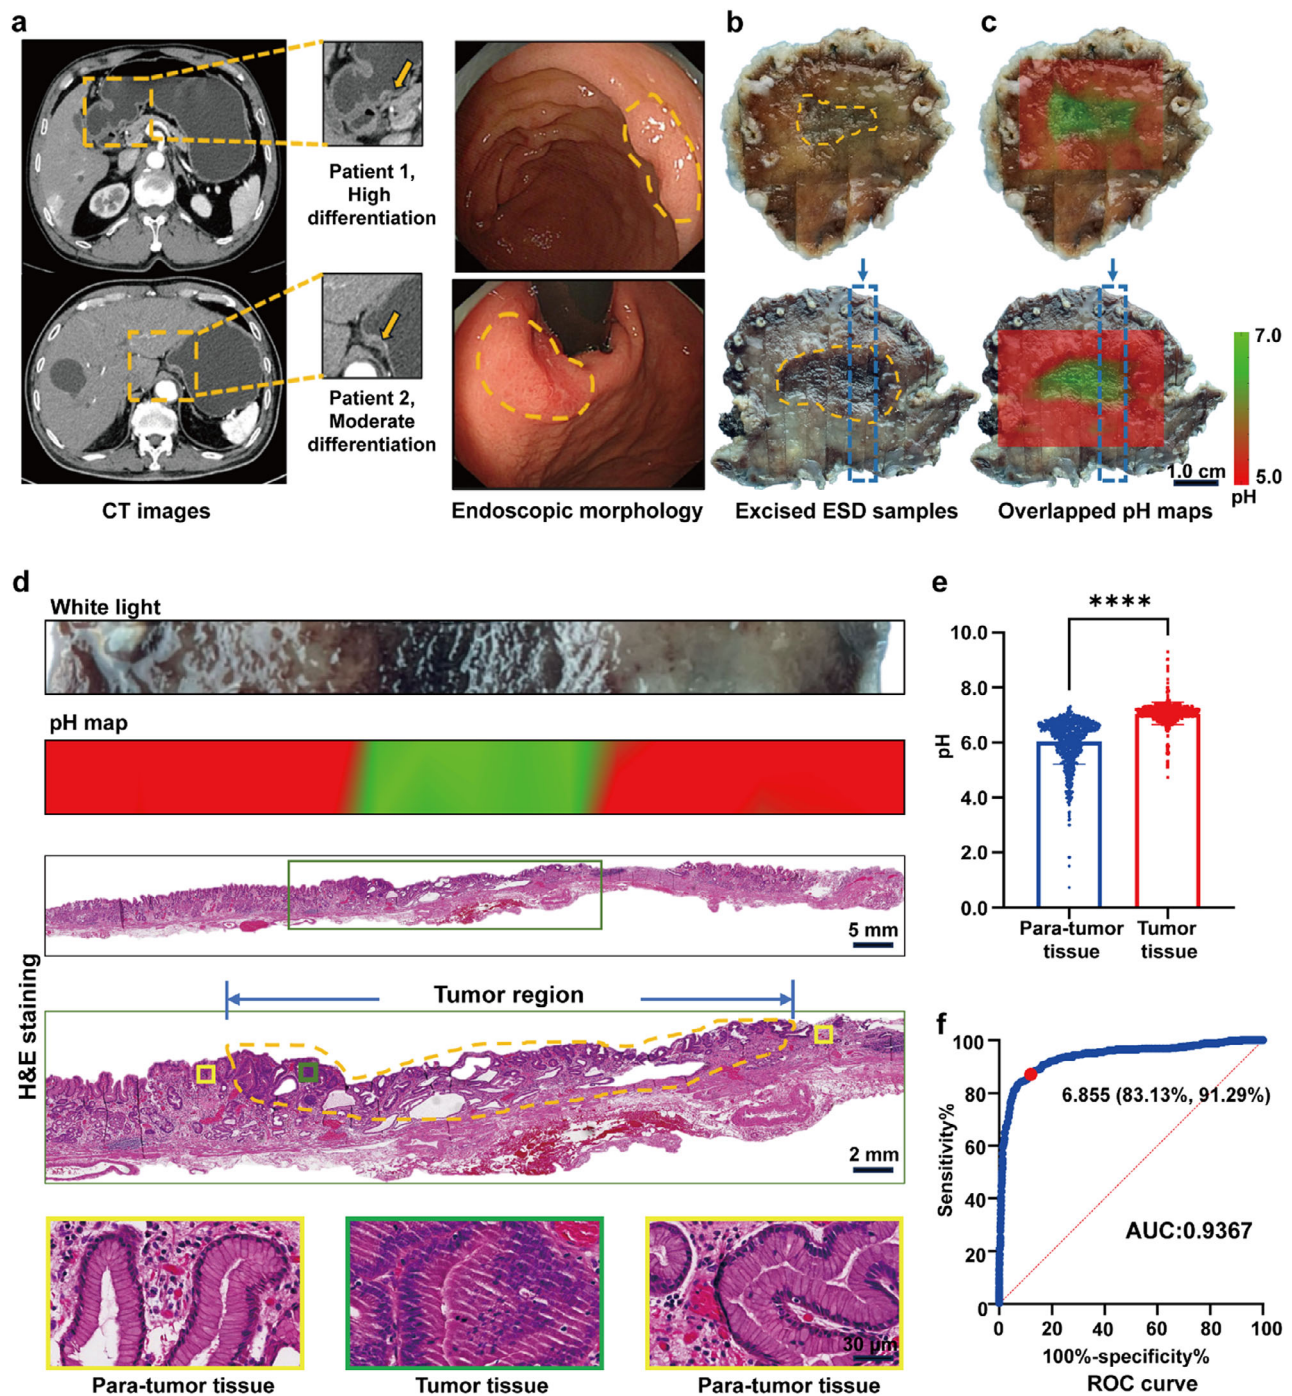 a
b
c
Patient 1,
High
differentiation
Patient 2,
Moderate
differentiation
7.0
1.0 cm
5.0
pH
CT images
Endoscopic morphology
Excised ESD samples
Overlapped pH maps
d
White light
pH map
5 mm
H&E staining
Tumor region
2 mm
30 μm
Para-tumor tissue
Tumor tissue
Para-tumor tissue
e
****
10.0
8.0
6.0
4.0
2.0
0.0
pH
Para-tumor
tissue
Tumor
tissue
f
100
80
60
40
20
0
Sensitivity%
6.855 (83.13%, 91.29%)
AUC:0.9367
0
20
40
60
80
100
100%-specificity%
ROC curve